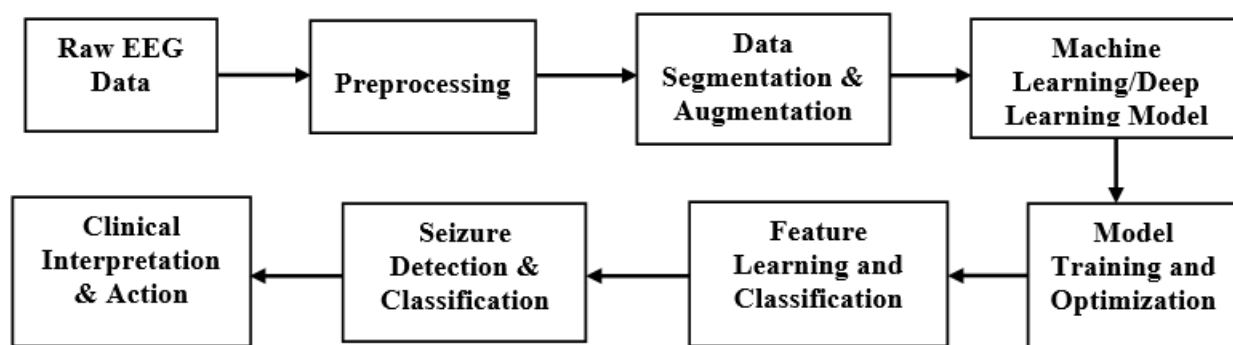 Raw EEG
Data
Preprocessing
Data
Segmentation &
Augmentation
Machine
Learning/Deep
Learning Model
Model
Training and
Optimization
Feature
Learning and
Classification
Seizure
Detection &
Classification
Clinical
Interpretation
& Action